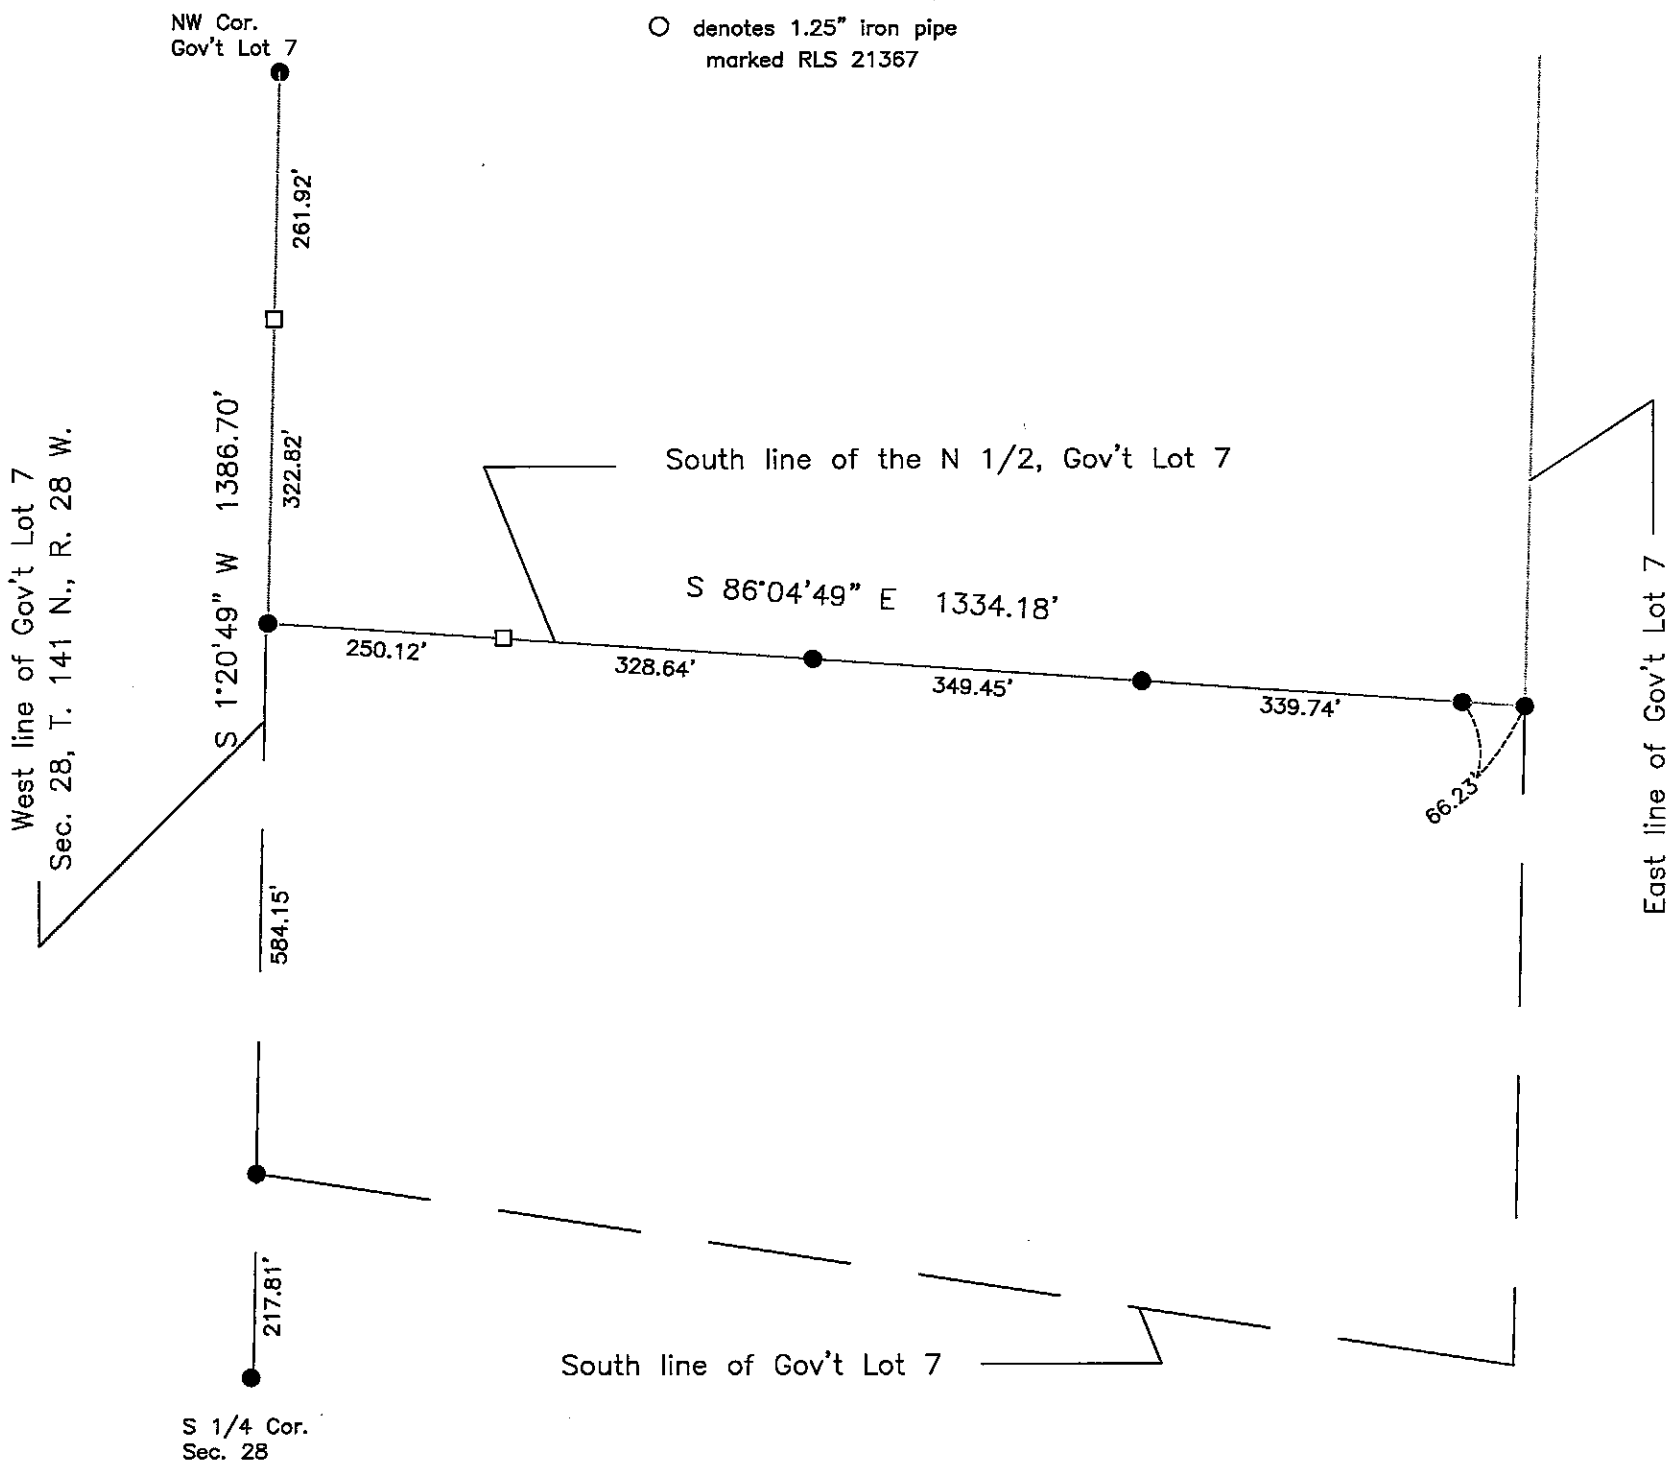 NW Cor.
Gov't Lot 7
denotes 1.25" iron pipe
marked RLS 21367
261.92'
322.82'
S 1°20'49" W 1386.70'
West line of Gov't Lot 7
Sec. 28, T. 141 N., R. 28 W.
South line of the N 1/2, Gov't Lot 7
S 86°04'49" E 1334.18'
250.12'
328.64'
349.45'
339.74'
66.23'
East line of Gov't Lot 7
584.15'
217.81'
South line of Gov't Lot 7
S 1/4 Cor.
Sec. 28